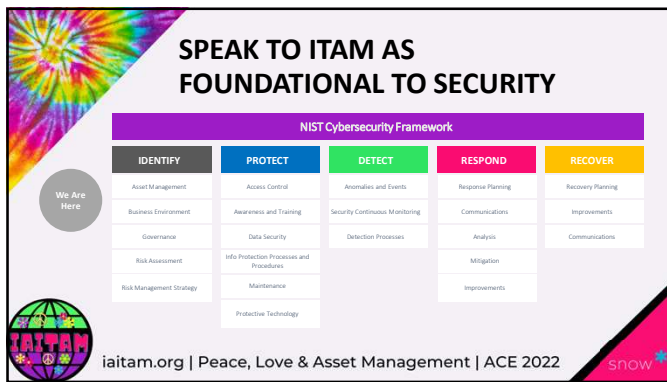 SPEAK TO ITAM AS
FOUNDATIONAL TO SECURITY
NIST Cybersecurity Framework
IDENTIFY
PROTECT
DETECT
RESPOND
RECOVER
We Are
Here
Asset Management
Access Control
Anomalies and Events
Response Planning
Recovery Planning
Business Environment
Awareness and Training
Security Continuous Monitoring
Communications
Improvements
Governance
Data Security
Detection Processes
Analysis
Communications
Risk Assessment
Info Protection Processes and
Procedures
Mitigation
Risk Management Strategy
Maintenance
Improvements
Protective Technology
IAITAM
iaitam.org | Peace, Love & Asset Management | ACE 2022
snow